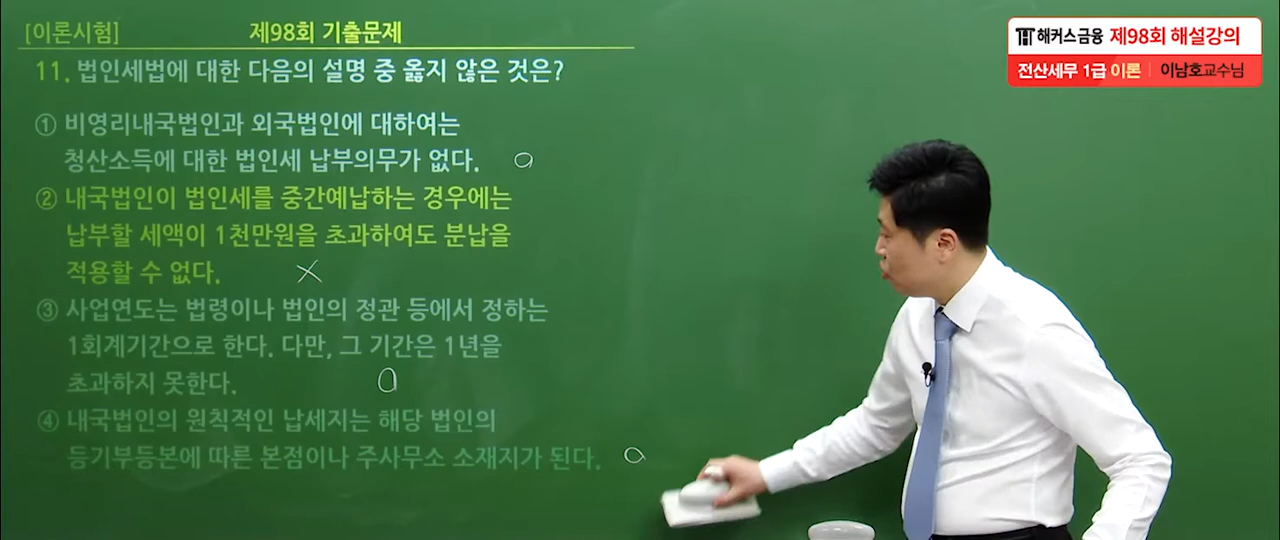 [이론시험] 제98회 기출문제
11. 법인세법에 대한 다음의 설명 중 옳지 않은 것은?
① 비영리내국법인과 외국법인에 대하여는
청산소득에 대한 법인세 납부의무가 없다. O
② 내국법인이 법인세를 중간예납하는 경우에는
납부할 세액이 1천만원을 초과하여도 분납을
적용할 수 없다. X
③ 사업연도는 법령이나 법인의 정관 등에서 정하는
1회계기간으로 한다. 다만, 그 기간은 1년을
초과하지 못한다. O
④ 내국법인의 원칙적인 납세지는 해당 법인의
등기부등본에 따른 본점이나 주사무소 소재지가 된다. O
해커스금융 제98회 해설강의
전산세무 1급 이론 | 이남호교수님